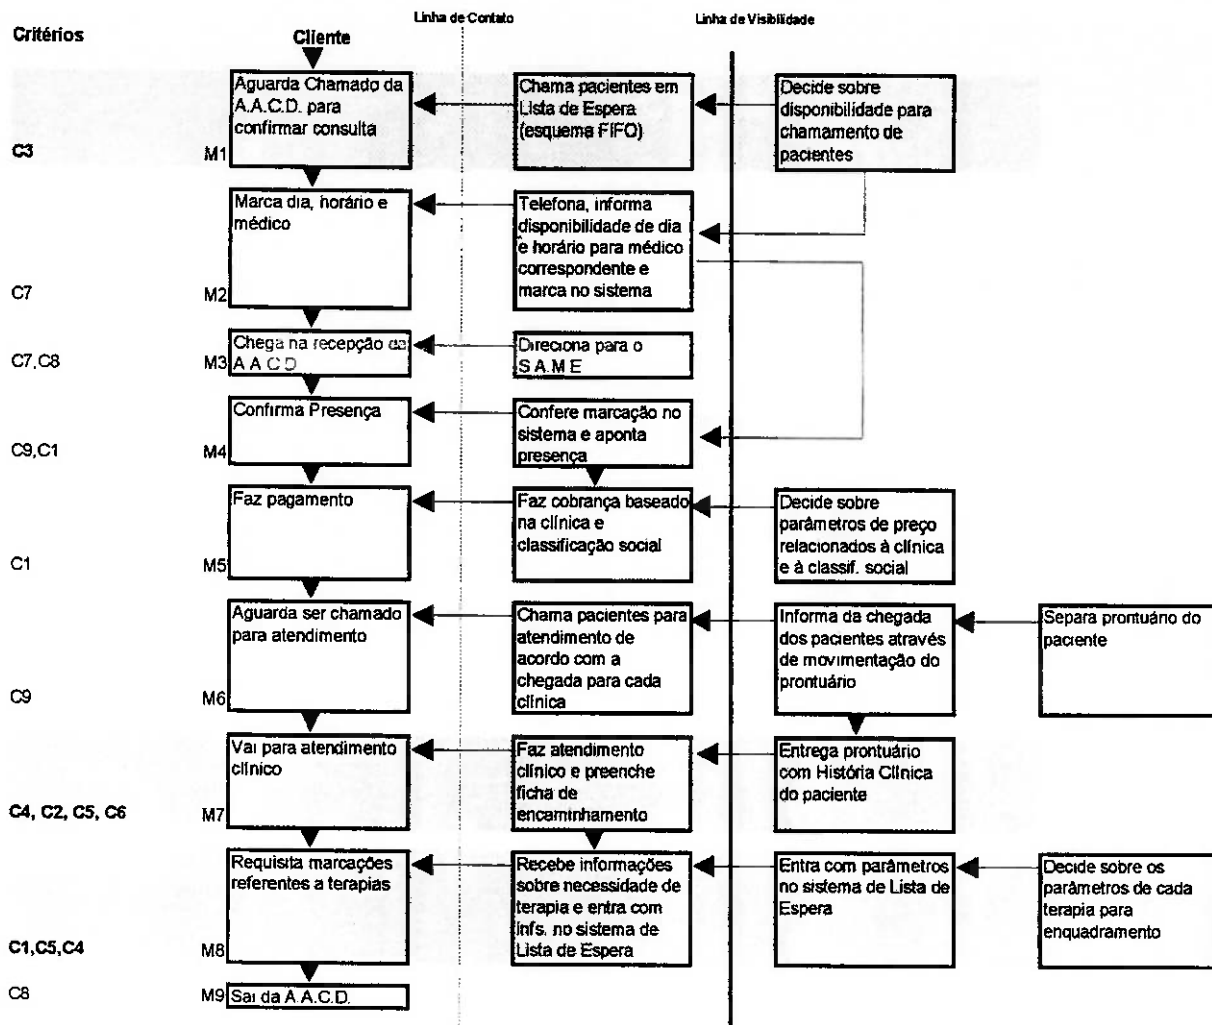 Linha de Contato
Linha de Visibilidade
Critérios
Cliente
Aguarda Chamado da
A.A.C.D. para
confirmar consulta
Chama pacientes em
Lista de Espera
(esquema FIFO)
Decide sobre
disponibilidade para
chamamento de
pacientes
C3
M1
Marca dia, horário e
médico
Telefona, informa
disponibilidade de dia
e horário para médico
correspondente e
marca no sistema
C7
M2
Chega na recepção da
A A C D
Direciona para o
S.A.M E
C7,C8
M3
Confirma Presença
Confere marcação no
sistema e aponta
presença
C9,C1
M4
Faz pagamento
Faz cobrança baseado
na clínica e
classificação social
Decide sobre
parâmetros de preço
relacionados à clínica
e à classif. social
C1
M5
Aguarda ser chamado
para atendimento
Chama pacientes para
atendimento de
acordo com a
chegada para cada
clínica
Informa da chegada
dos pacientes através
de movimentação do
prontuário
Separa prontuário do
paciente
C9
M6
Vai para atendimento
clínico
Faz atendimento
clínico e preenche
ficha de
encaminhamento
Entrega prontuário
com História Clínica
do paciente
C4, C2, C5, C6
M7
Requisita marcações
referentes a terapias
Recebe informações
sobre necessidade de
terapia e entra com
infs. no sistema de
Lista de Espera
Entra com parâmetros
no sistema de Lista de
Espera
Decide sobre os
parâmetros de cada
terapia para
enquadramento
C1,C5,C4
M8
C8
M9
Sai da A.A.C.D.